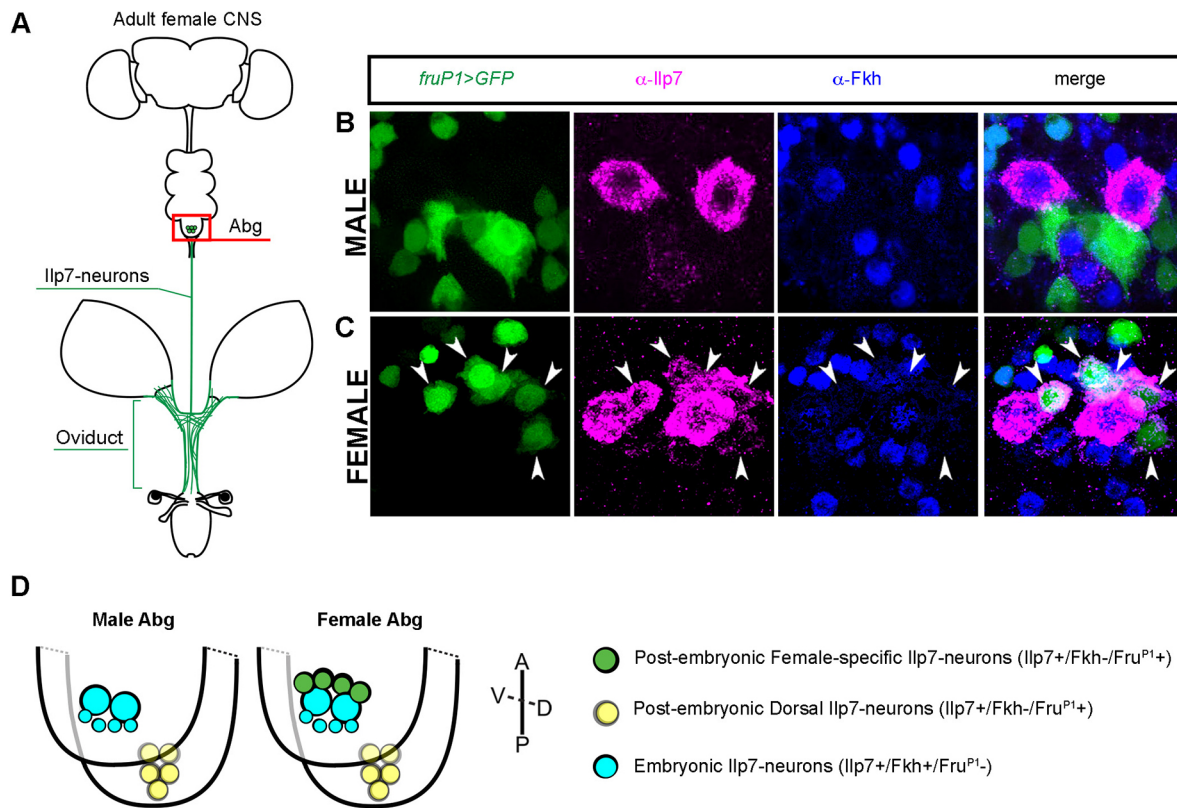 A
Adult female CNS
Abg
Ilp7-neurons
Oviduct
fruP1>GFP
α-Ilp7
α-Fkh
merge
B
MALE
C
FEMALE
D
Male Abg
Female Abg
A
V
D
P
Post-embryonic Female-specific Ilp7-neurons (Ilp7+/Fkh-/Fruᴾ¹+)
Post-embryonic Dorsal Ilp7-neurons (Ilp7+/Fkh-/Fruᴾ¹+)
Embryonic Ilp7-neurons (Ilp7+/Fkh+/Fruᴾ¹-)